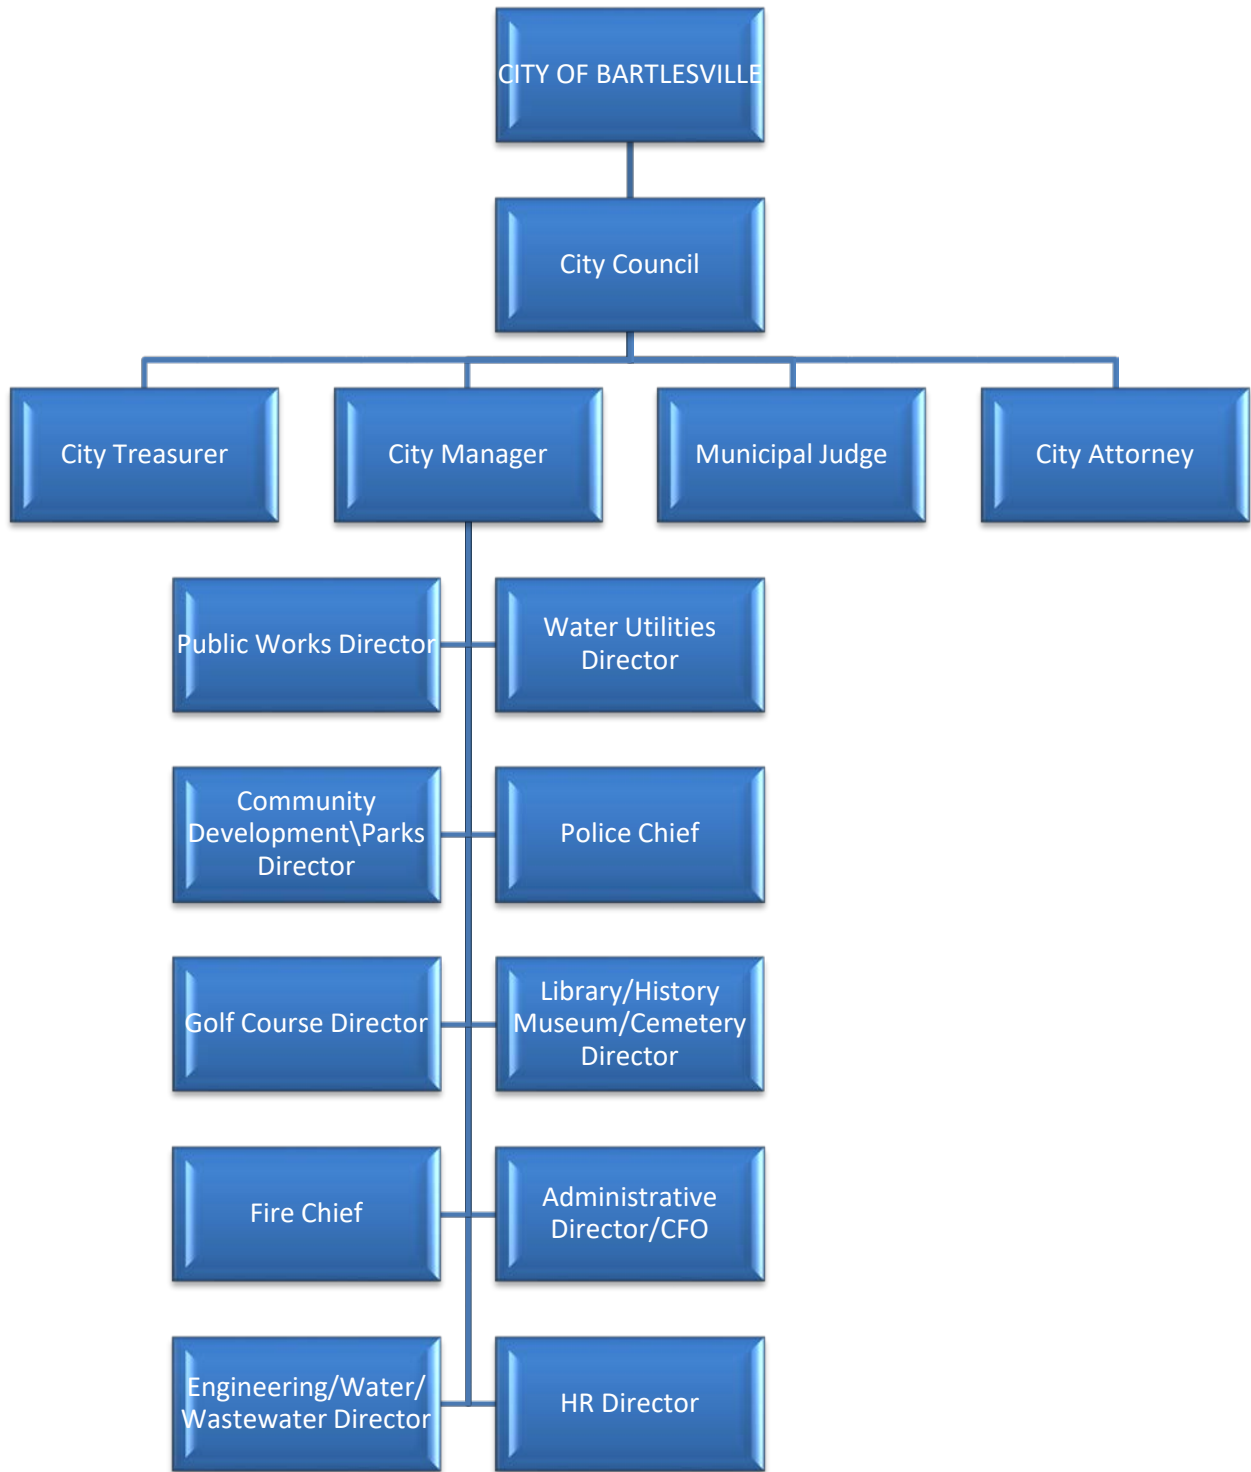 CITY OF BARTLESVILLE
City Council
City Treasurer
City Manager
Municipal Judge
City Attorney
Public Works Director
Water Utilities
Director
Community
Development\Parks
Director
Police Chief
Golf Course Director
Library/History
Museum/Cemetery
Director
Fire Chief
Administrative
Director/CFO
Engineering/Water/
Wastewater Director
HR Director